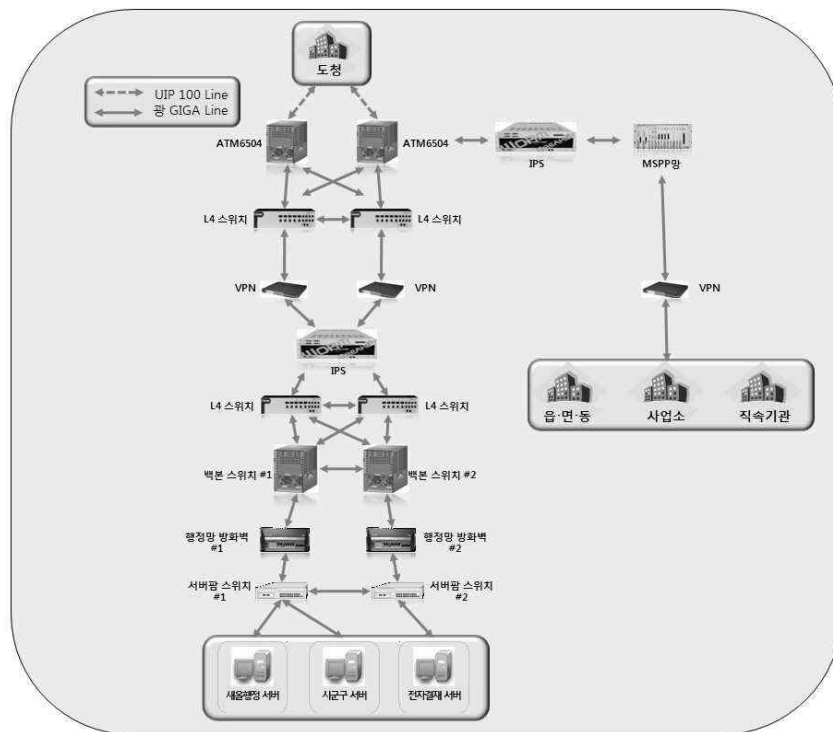 도청
UIP 100 Line
광 GIGA Line
ATM6504
ATM6504
IPS
MSPP망
L4 스위치
L4 스위치
VPN
VPN
VPN
IPS
읍·면·동
사업소
직속기관
L4 스위치
L4 스위치
백본 스위치 #1
백본 스위치 #2
행정망 방화벽
#1
행정망 방화벽
#2
서버팜 스위치
#1
서버팜 스위치
#2
새올행정 서버
시군구 서버
전자결재 서버